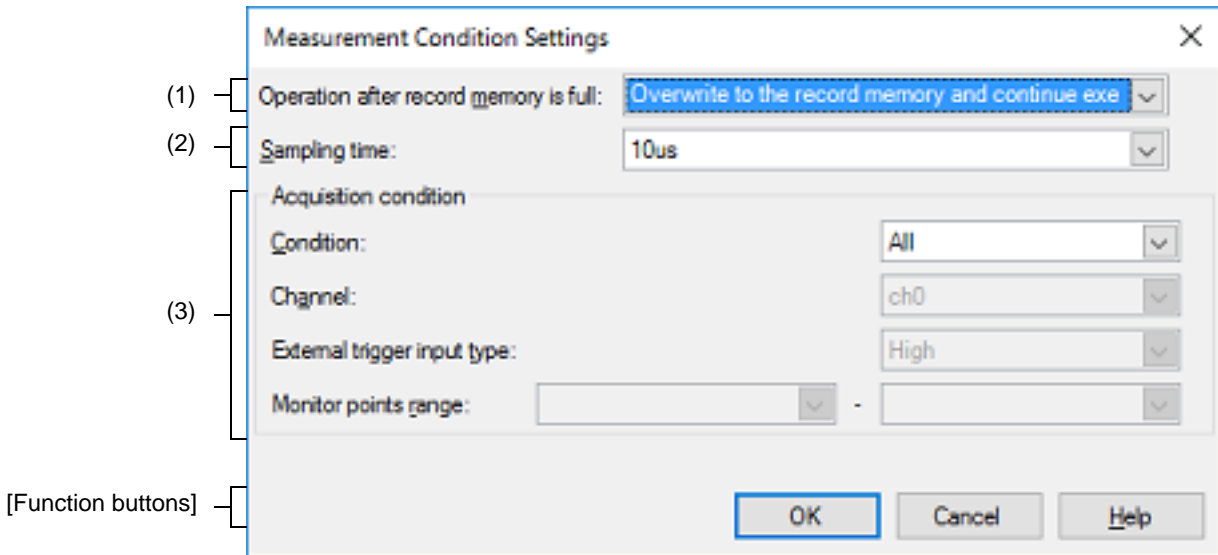 Measurement Condition Settings
(1) Operation after record memory is full: Overwrite to the record memory and continue exe
(2) Sampling time: 10us
Acquisition condition
Condition: All
Channel: ch0
(3)
External trigger input type: High
Monitor points range: -
[Function buttons] OK Cancel Help